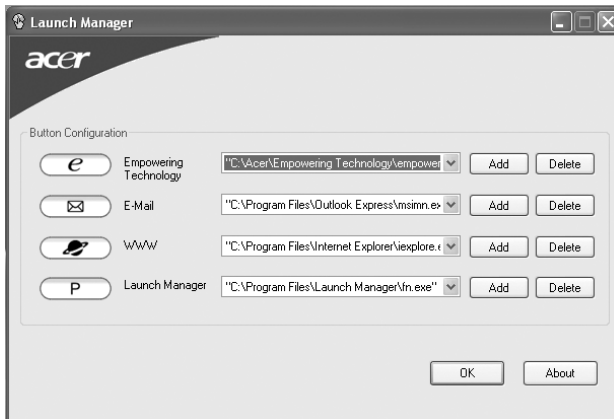 Launch Manager
acer
Button Configuration
e Empowering Technology "C:\Acer\Empowering Technology\empower Add Delete
E-Mail "C:\Program Files\Outlook Express\msimn.ex Add Delete
WWW "C:\Program Files\Internet Explorer\iexplore.e Add Delete
P Launch Manager "C:\Program Files\Launch Manager\fn.exe" Add Delete
OK About